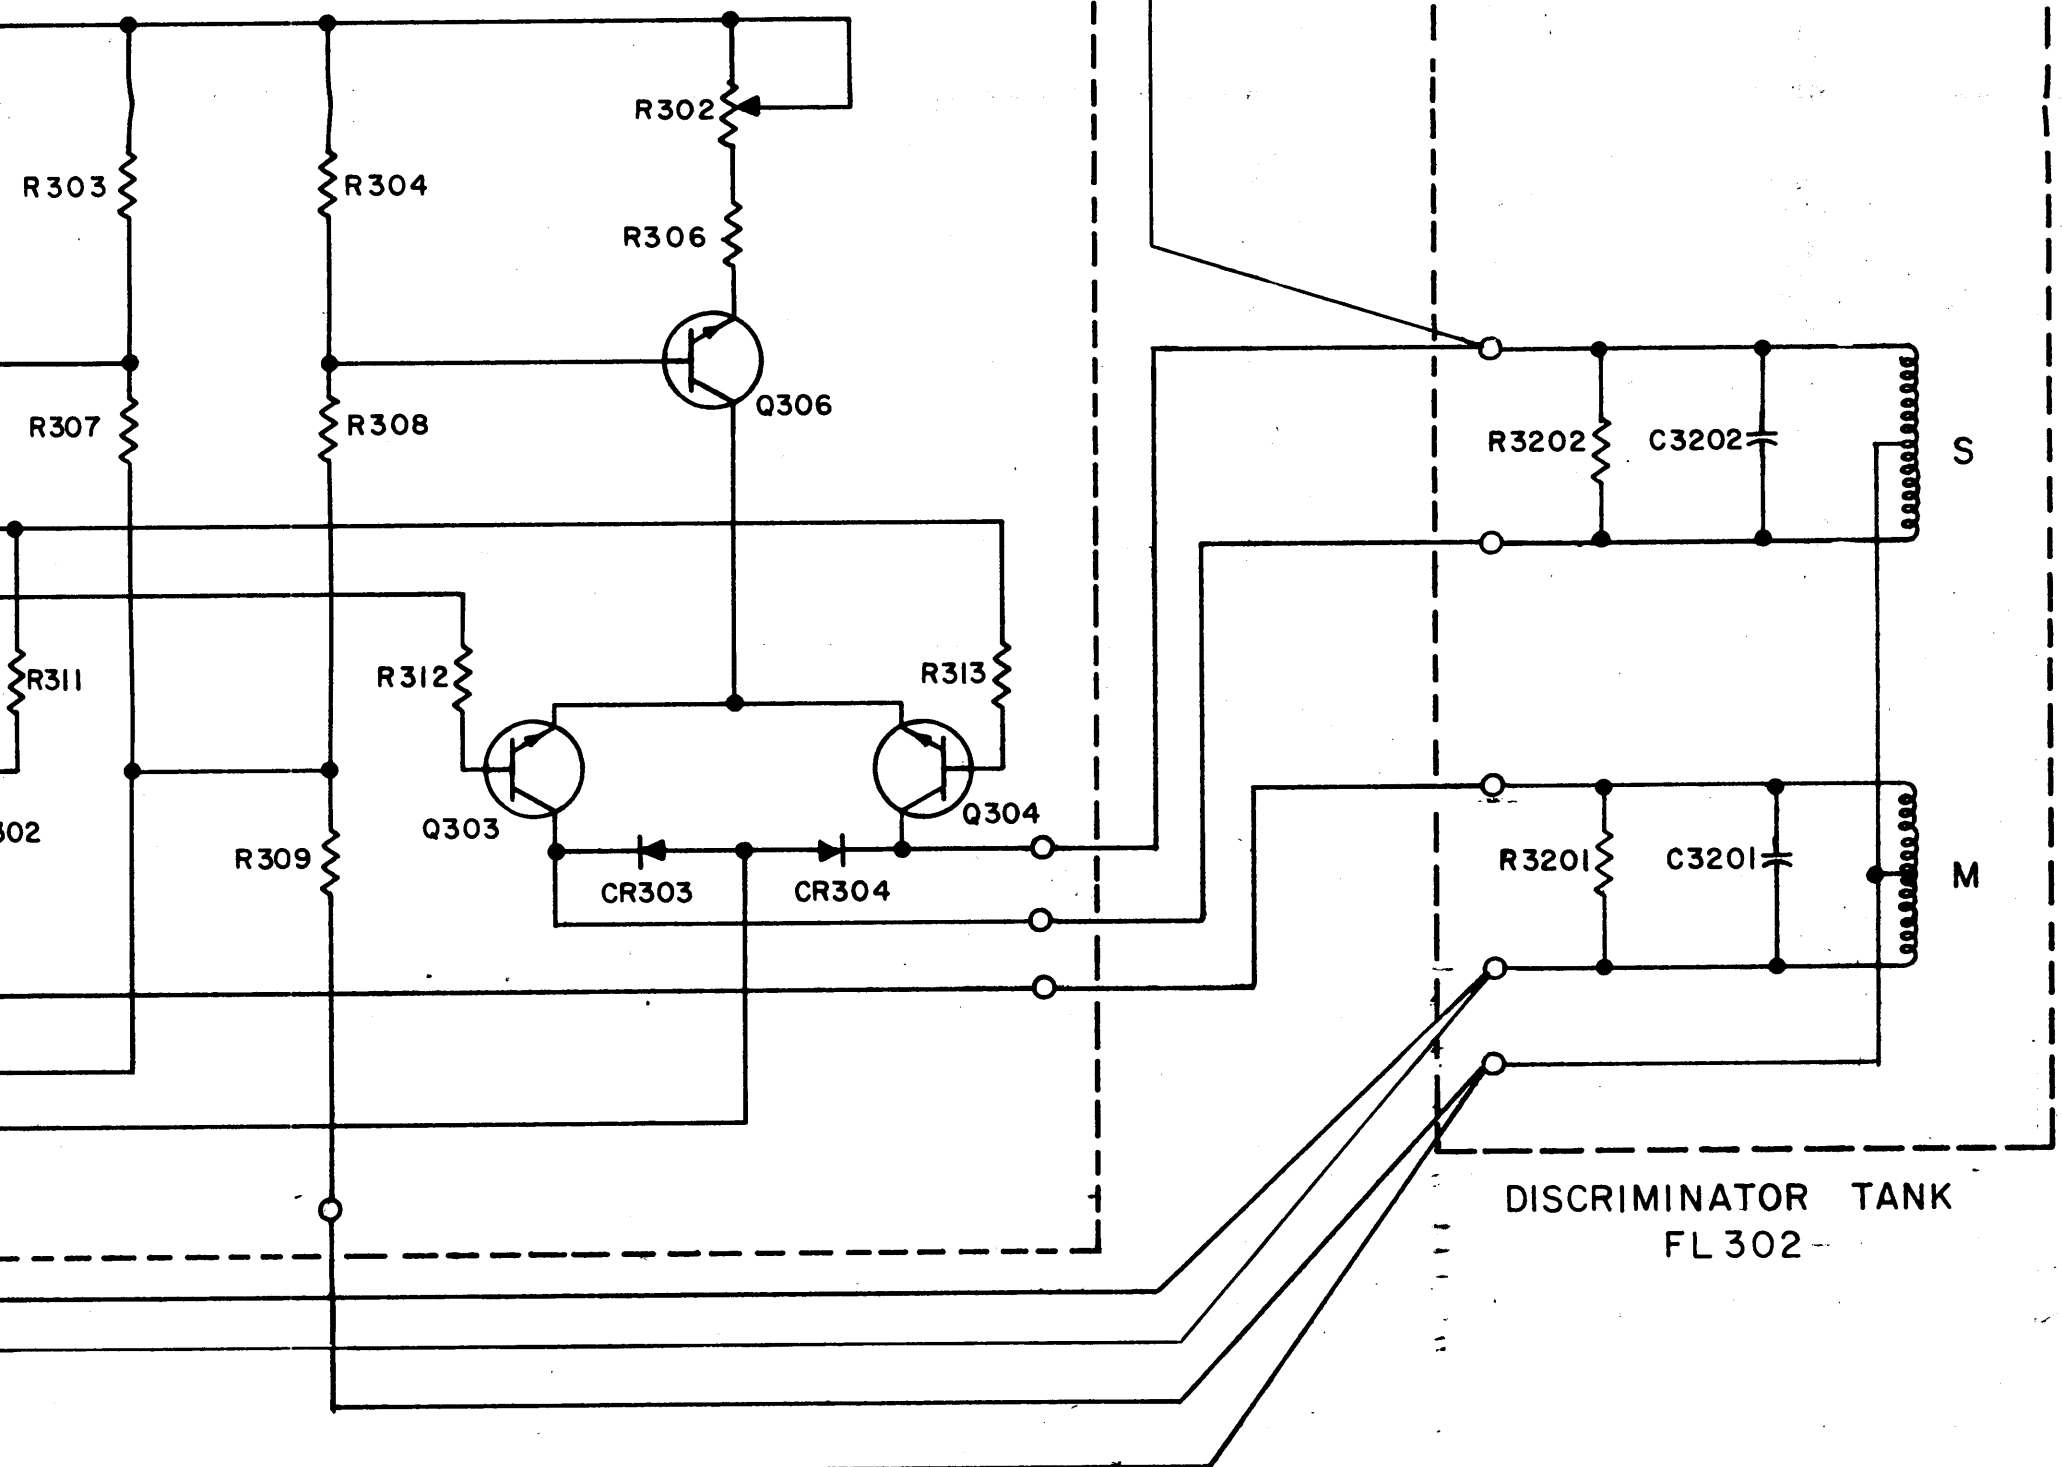 R302
R303
R304
R306
Q306
R307
R308
R3202
C3202
S
R311
R312
R313
Q303
Q304
302
R309
CR303
CR304
R3201
C3201
M
DISCRIMINATOR TANK
FL302